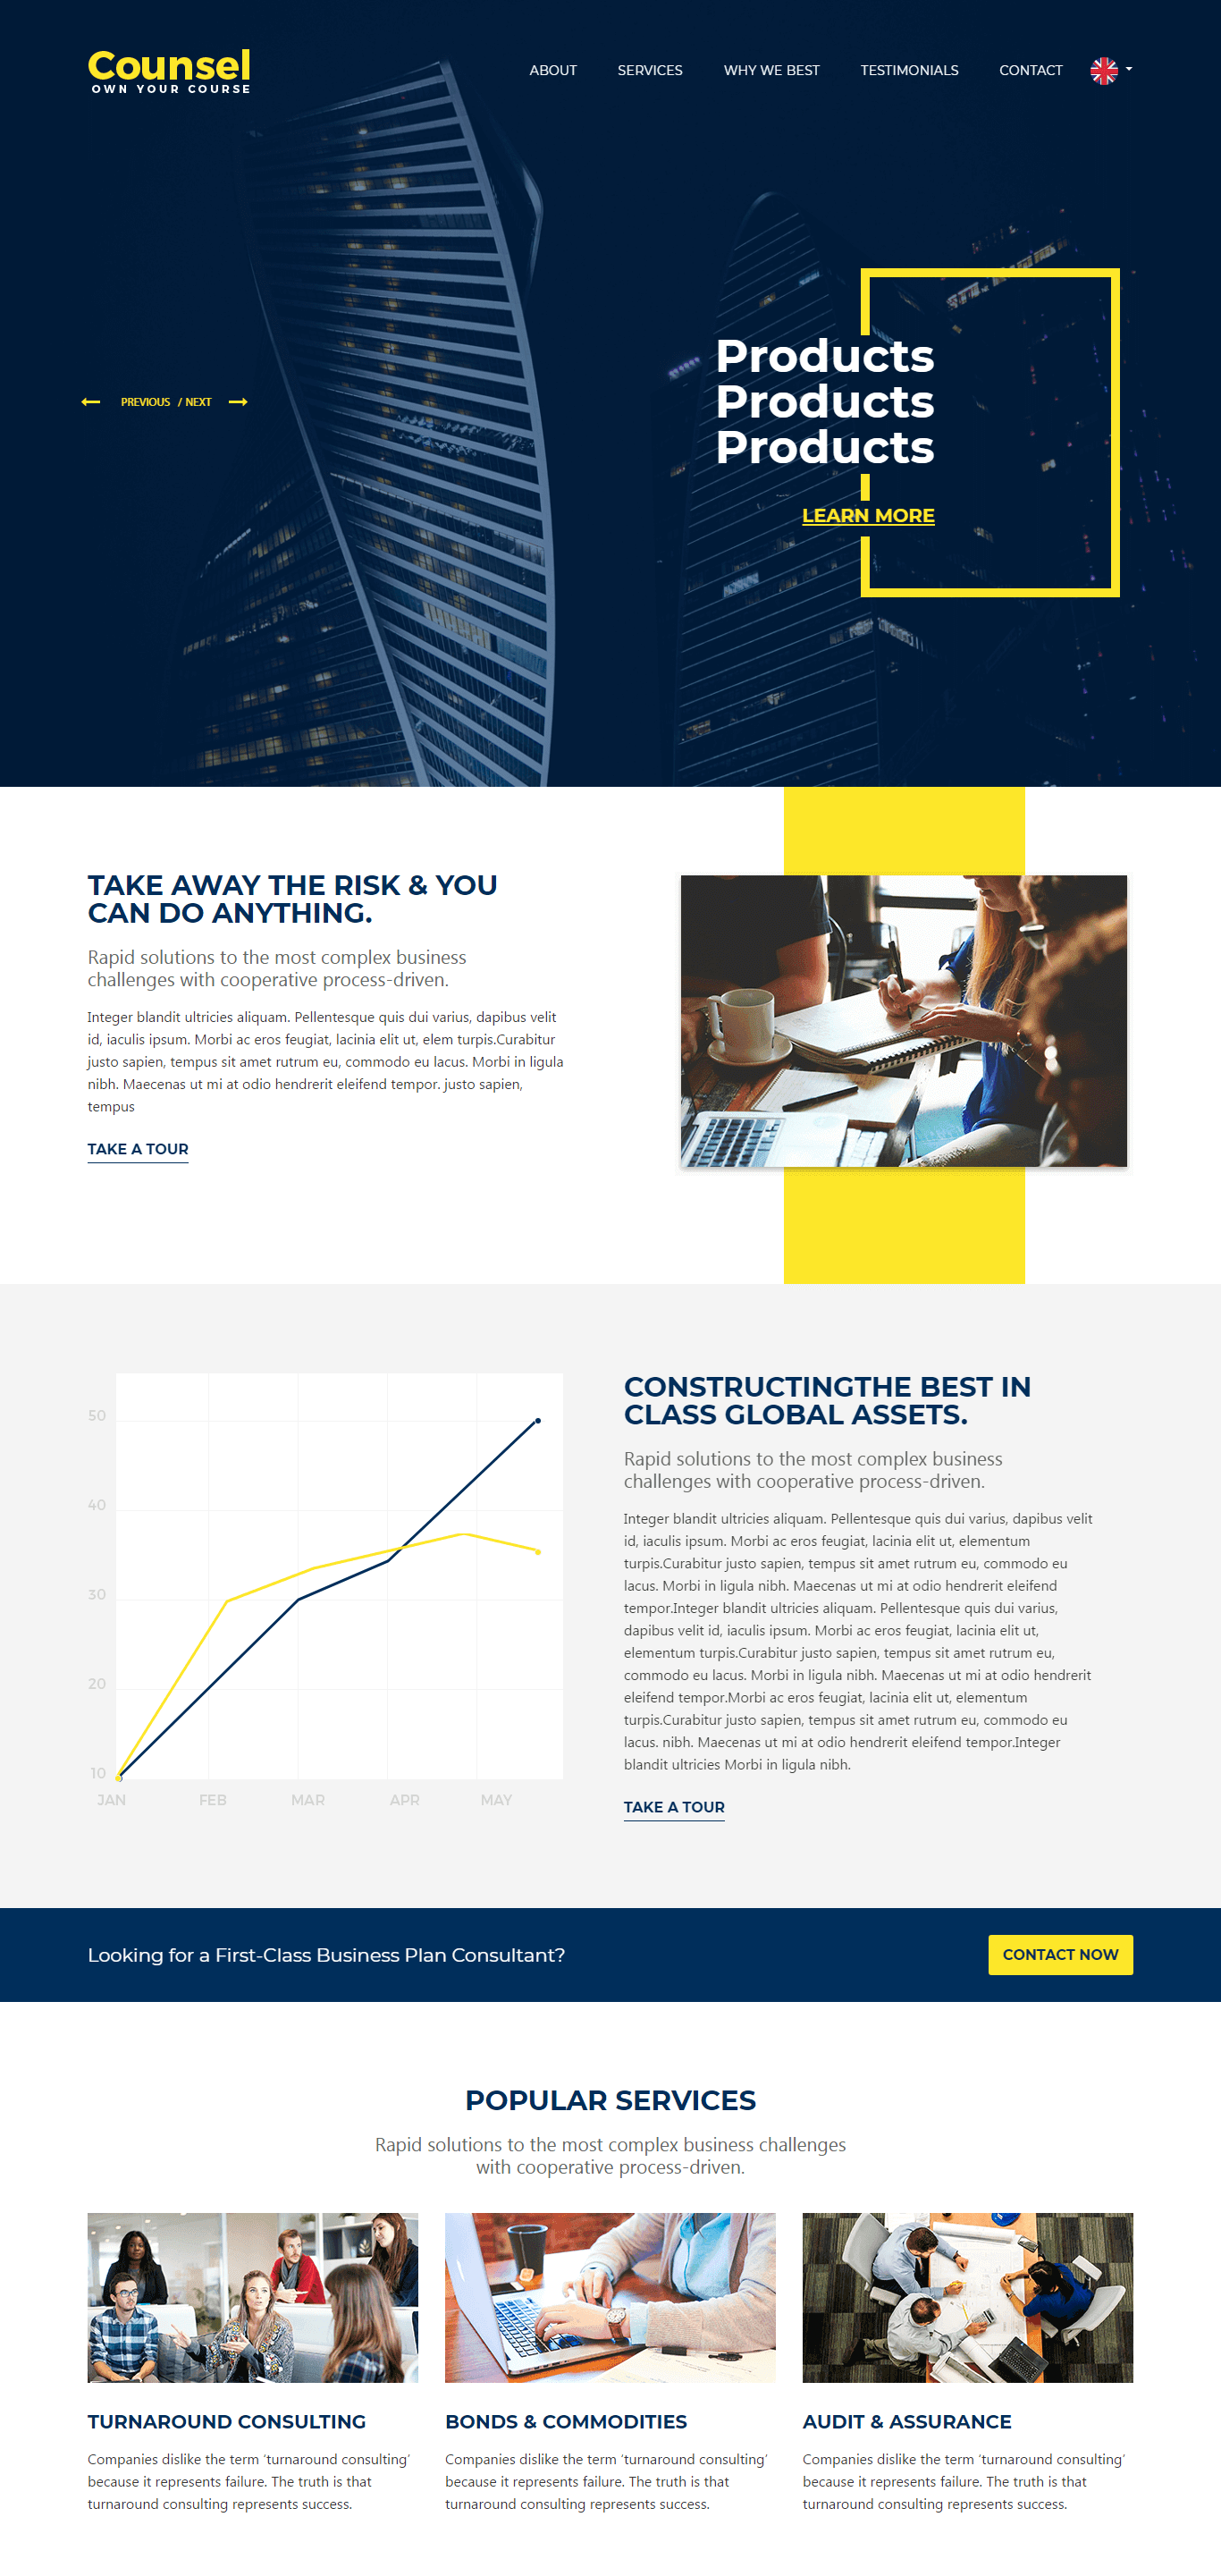 Counsel
OWN YOUR COURSE
ABOUT SERVICES WHY WE BEST TESTIMONIALS CONTACT
Products
Products
Products
PREVIOUS / NEXT
LEARN MORE
TAKE AWAY THE RISK & YOU
CAN DO ANYTHING.
Rapid solutions to the most complex business
challenges with cooperative process-driven.
Integer blandit ultricies aliquam. Pellentesque quis dui varius, dapibus velit
id, iaculis ipsum. Morbi ac eros feugiat, lacinia elit ut, elem turpis.Curabitur
justo sapien, tempus sit amet rutrum eu, commodo eu lacus. Morbi in ligula
nibh. Maecenas ut mi at odio hendrerit eleifend tempor. justo sapien,
tempus
TAKE A TOUR
50
40
30
20
10
JAN FEB MAR APR MAY
CONSTRUCTINGTHE BEST IN
CLASS GLOBAL ASSETS.
Rapid solutions to the most complex business
challenges with cooperative process-driven.
Integer blandit ultricies aliquam. Pellentesque quis dui varius, dapibus velit
id, iaculis ipsum. Morbi ac eros feugiat, lacinia elit ut, elementum
turpis.Curabitur justo sapien, tempus sit amet rutrum eu, commodo eu
lacus. Morbi in ligula nibh. Maecenas ut mi at odio hendrerit eleifend
tempor.Integer blandit ultricies aliquam. Pellentesque quis dui varius,
dapibus velit id, iaculis ipsum. Morbi ac eros feugiat, lacinia elit ut,
elementum turpis.Curabitur justo sapien, tempus sit amet rutrum eu,
commodo eu lacus. Morbi in ligula nibh. Maecenas ut mi at odio hendrerit
eleifend tempor.Morbi ac eros feugiat, lacinia elit ut, elementum
turpis.Curabitur justo sapien, tempus sit amet rutrum eu, commodo eu
lacus. nibh. Maecenas ut mi at odio hendrerit eleifend tempor.Integer
blandit ultricies Morbi in ligula nibh.
TAKE A TOUR
Looking for a First-Class Business Plan Consultant?
CONTACT NOW
POPULAR SERVICES
Rapid solutions to the most complex business challenges
with cooperative process-driven.
TURNAROUND CONSULTING
Companies dislike the term ‘turnaround consulting’
because it represents failure. The truth is that
turnaround consulting represents success.
BONDS & COMMODITIES
Companies dislike the term ‘turnaround consulting’
because it represents failure. The truth is that
turnaround consulting represents success.
AUDIT & ASSURANCE
Companies dislike the term ‘turnaround consulting’
because it represents failure. The truth is that
turnaround consulting represents success.